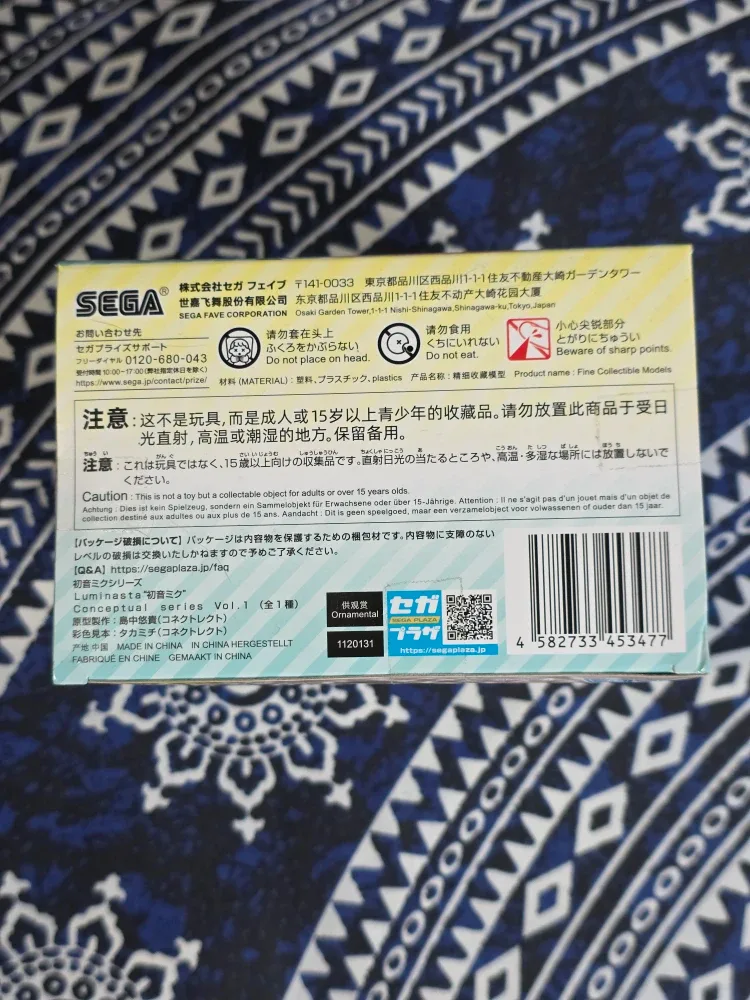 SEGA®
株式会社セガ フェイブ 〒141-0033 東京都品川区西品川1-1-1住友不動産大崎ガーデンタワー
世嘉飞舞股份有限公司 东京都品川区西品川1-1-1住友不动产大崎花园大厦
SEGA FAVE CORPORATION Osaki Garden Tower,1-1-1 Nishi-Shinagawa,Shinagawa-ku,Tokyo,Japan
お問い合わせ先
セガプライズサポート
フリーダイヤル 0120-680-043
受付時間 10:00~17:00(弊社指定休日を除く)
https://www.sega.jp/contact/prize/
请勿套在头上
ふくろをかぶらない
Do not place on head.
请勿食用
くちにいれない
Do not eat.
小心尖锐部分
とがりにちゅうい
Beware of sharp points.
材料 (MATERIAL) : 塑料、プラスチック、plastics 产品名称 : 精细收藏模型 Product name : Fine Collectible Models
注意 : 这不是玩具,而是成人或15岁以上青少年的收藏品。请勿放置此商品于受日
光直射,高温或潮湿的地方。保留备用。
注意 : これは玩具ではなく、15歳以上向けの収集品です。直射日光の当たるところや、高温・多湿な場所には放置しないで
ください。
Caution : This is not a toy but a collectable object for adults or over 15 years olds.
Achtung : Dies ist kein Spielzeug, sondern ein Sammelobjekt für Erwachsene oder über 15-Jährige. Attention : Il ne s'agit pas d'un jouet mais d'un objet de
collection destiné aux adultes ou aux plus de 15 ans. Aandacht : Dit is geen speelgoed, maar een verzamelobject voor volwassenen of ouder dan 15 jaar.
【パッケージ破損について】パッケージは内容物を保護するための梱包材です。内容物に支障のない
レベルの破損は交換いたしかねますので予めご了承ください。
【Q&A】https://segaplaza.jp/faq
初音ミクシリーズ
Luminasta“初音ミク”
Conceptual series Vol.1 (全1種)
原型製作 : 島中悠貴(コネクトレクト)
彩色見本 : タカミチ(コネクトレクト)
产地 中国 MADE IN CHINA IN CHINA HERGESTELLT
FABRIQUÉ EN CHINE GEMAAKT IN CHINA
供观赏
Ornamental
1120131
セガ
SEGA PLAZA
プラザ
https://segaplaza.jp
4 582733 453477